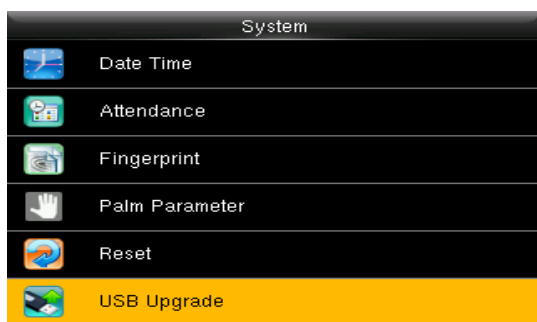 System
Date Time
Attendance
Fingerprint
Palm Parameter
Reset
USB Upgrade